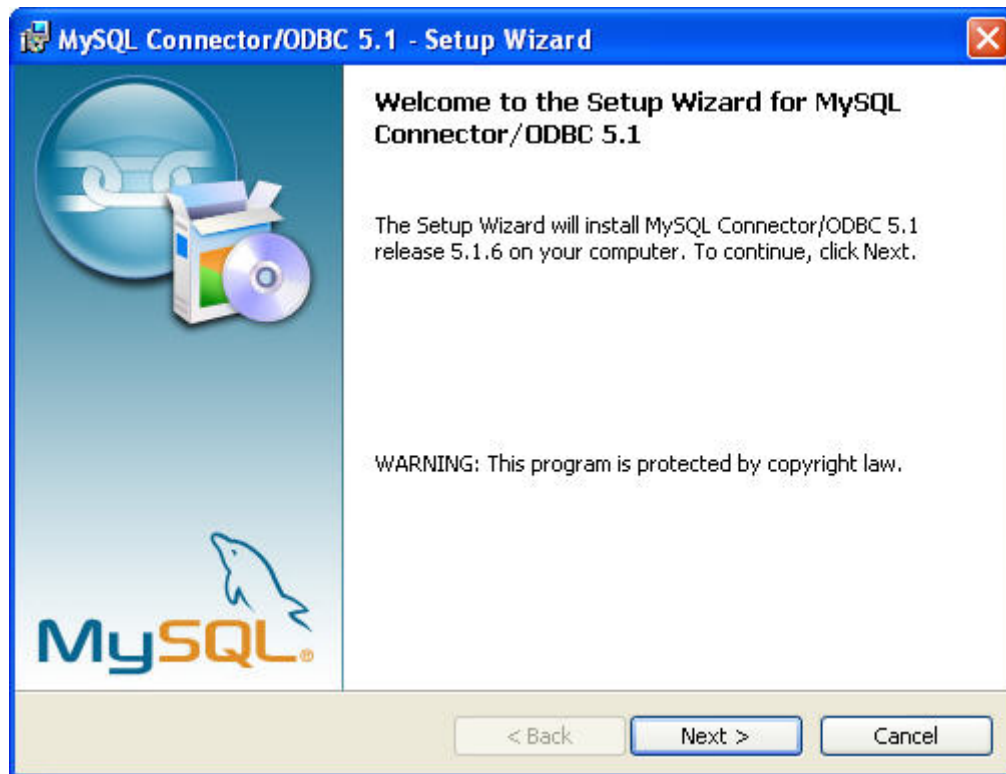 MySQL Connector/ODBC 5.1 - Setup Wizard
Welcome to the Setup Wizard for MySQL
Connector/ODBC 5.1
The Setup Wizard will install MySQL Connector/ODBC 5.1
release 5.1.6 on your computer. To continue, click Next.
WARNING: This program is protected by copyright law.
MySQL®
< Back
Next >
Cancel